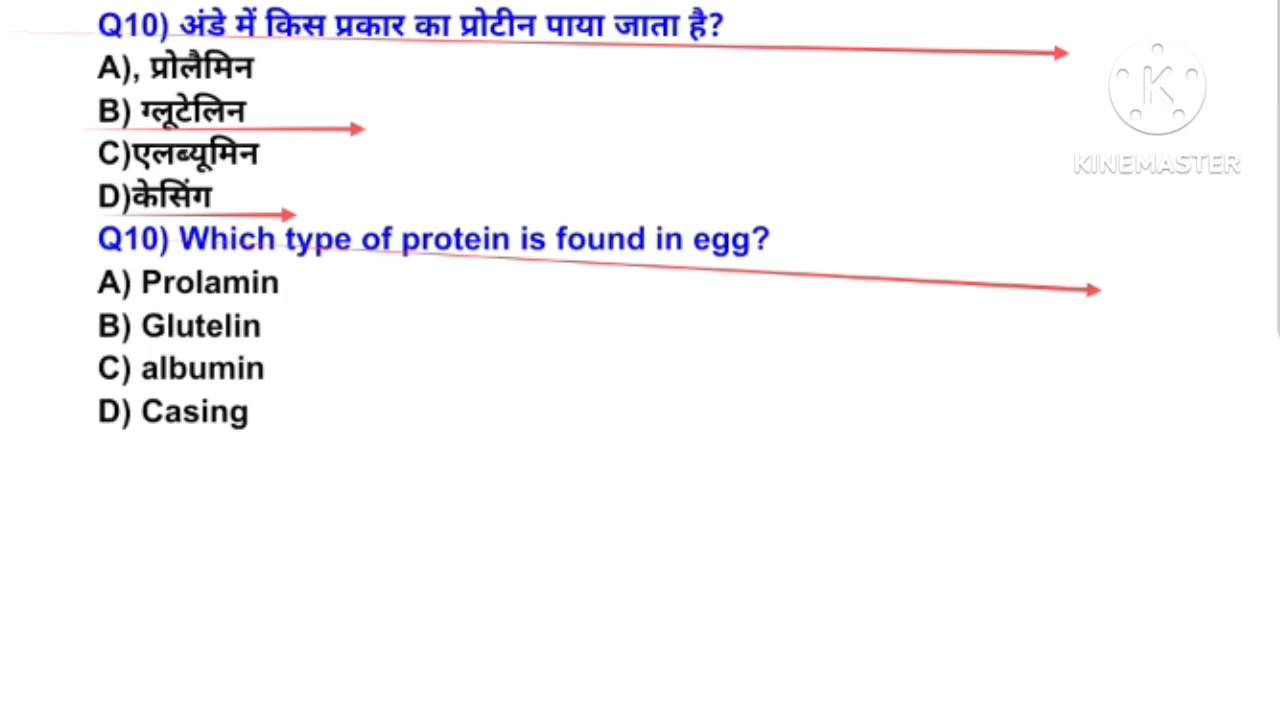 Q10) अंडे में किस प्रकार का प्रोटीन पाया जाता है?
A), प्रोलैमिन
B) ग्लूटेलिन
C)एलब्यूमिन
D)केसिंग
Q10) Which type of protein is found in egg?
A) Prolamin
B) Glutelin
C) albumin
D) Casing
K
KINEMASTER